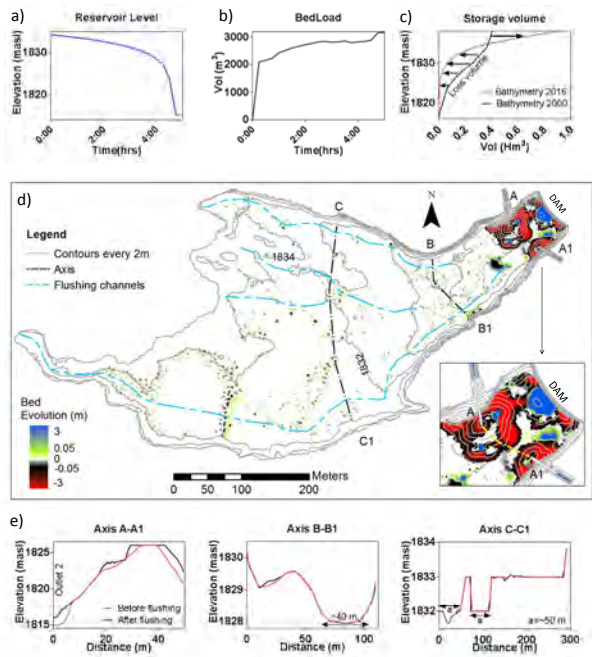 a)
Reservoir Level
Elevation (masl)
1830
1820
0:00
2:00
4:00
Time(hrs)
b)
BedLoad
Vol (m³)
3000
2000
1000
0
0:00
2:00
4:00
Time(hrs)
c)
Storage volume
Elevation (masl)
1830
1820
Loss volume
Bathymetry 2016
Bathymetry 2000
0.0
0.2
0.4
0.6
0.8
1.0
Vol (Hm³)
d)
Legend
Contours every 2m
Axis
Flushing channels
C
N
B
A
DAM
A1
1834
1832
B1
C1
Bed
Evolution (m)
3
0.05
0
-0.05
-3
0 50 100 200
Meters
A
DAM
A1
e)
Axis A-A1
Elevation (masl)
1825
1820
1815
Outlet 2
Before flushing
After flushing
0
20
40
Distance (m)
Axis B-B1
Elevation (masl)
1830
1829
1828
~40 m
0
50
100
Distance (m)
Axis C-C1
Elevation (masl)
1834
1833
1832
a
a
a=~50 m
0
100
200
300
Distance (m)